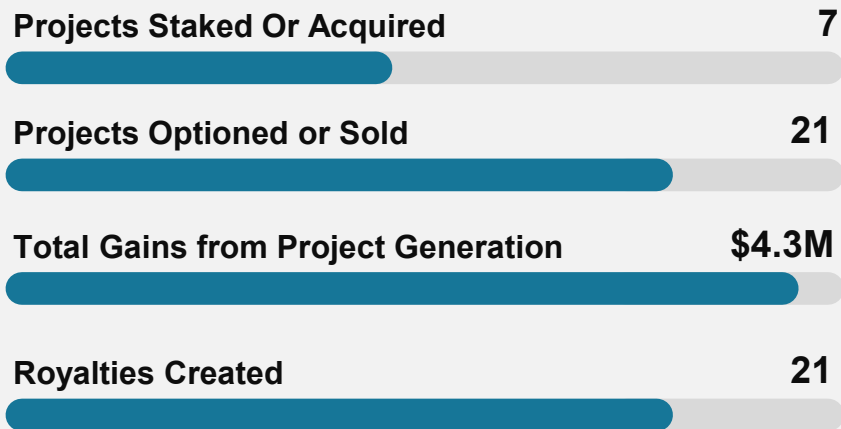 Projects Staked Or Acquired 7
Projects Optioned or Sold 21
Total Gains from Project Generation $4.3M
Royalties Created 21